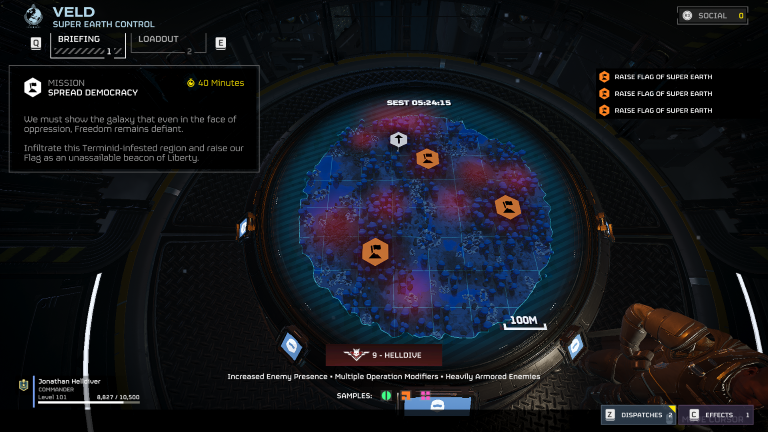 VELD
SUPER EARTH CONTROL
SOCIAL 0
Q
BRIEFING
1
LOADOUT
2
E
MISSION
SPREAD DEMOCRACY
40 Minutes
We must show the galaxy that even in the face of
oppression, Freedom remains defiant.
Infiltrate this Terminid-infested region and raise our
Flag as an unassailable beacon of Liberty.
RAISE FLAG OF SUPER EARTH
RAISE FLAG OF SUPER EARTH
RAISE FLAG OF SUPER EARTH
SEST 05:24:15
100M
9 - HELLDIVE
Increased Enemy Presence • Multiple Operation Modifiers • Heavily Armored Enemies
SAMPLES:
Jonathan Helldiver
COMMANDER
Level 101
8,827 / 10,500
Z DISPATCHES 2
C EFFECTS 1